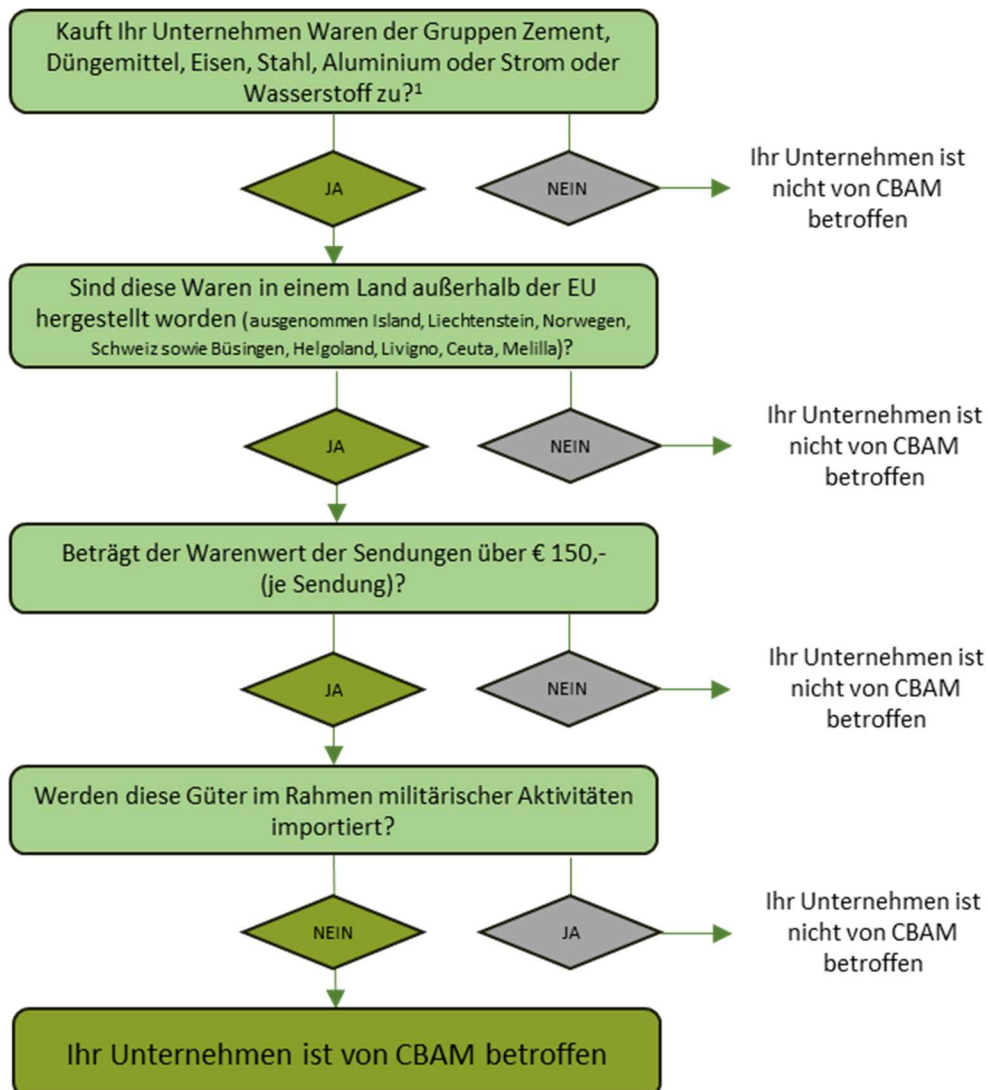 Kauft Ihr Unternehmen Waren der Gruppen Zement,
Düngemittel, Eisen, Stahl, Aluminium oder Strom oder
Wasserstoff zu?¹
JA
NEIN
Ihr Unternehmen ist
nicht von CBAM
betroffen
Sind diese Waren in einem Land außerhalb der EU
hergestellt worden (ausgenommen Island, Liechtenstein, Norwegen,
Schweiz sowie Büsingen, Helgoland, Livigno, Ceuta, Melilla)?
JA
NEIN
Ihr Unternehmen ist
nicht von CBAM
betroffen
Beträgt der Warenwert der Sendungen über € 150,-
(je Sendung)?
JA
NEIN
Ihr Unternehmen ist
nicht von CBAM
betroffen
Werden diese Güter im Rahmen militärischer Aktivitäten
importiert?
NEIN
JA
Ihr Unternehmen ist
nicht von CBAM
betroffen
Ihr Unternehmen ist von CBAM betroffen